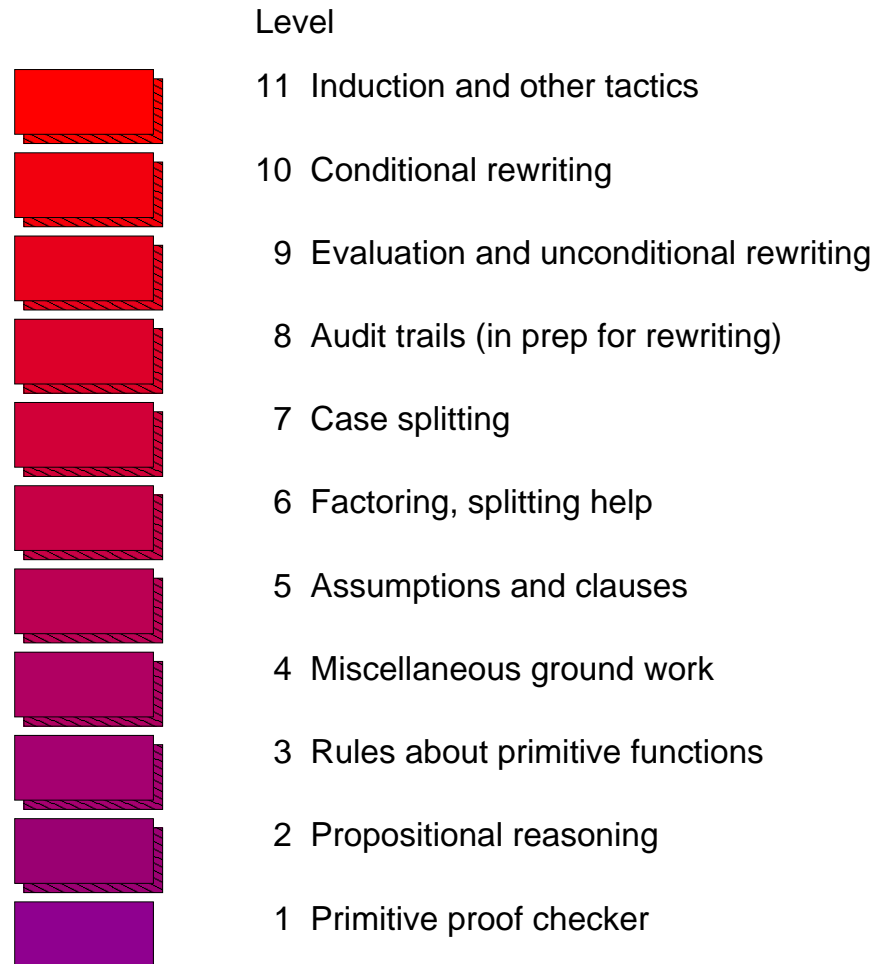 Level
11 Induction and other tactics
10 Conditional rewriting
9 Evaluation and unconditional rewriting
8 Audit trails (in prep for rewriting)
7 Case splitting
6 Factoring, splitting help
5 Assumptions and clauses
4 Miscellaneous ground work
3 Rules about primitive functions
2 Propositional reasoning
1 Primitive proof checker